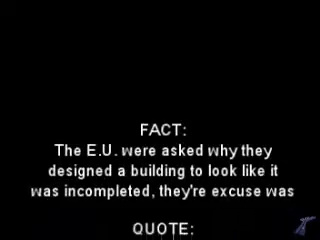 FACT:
The E.U. were asked why they
designed a building to look like it
was incompleted, they're excuse was
QUOTE: